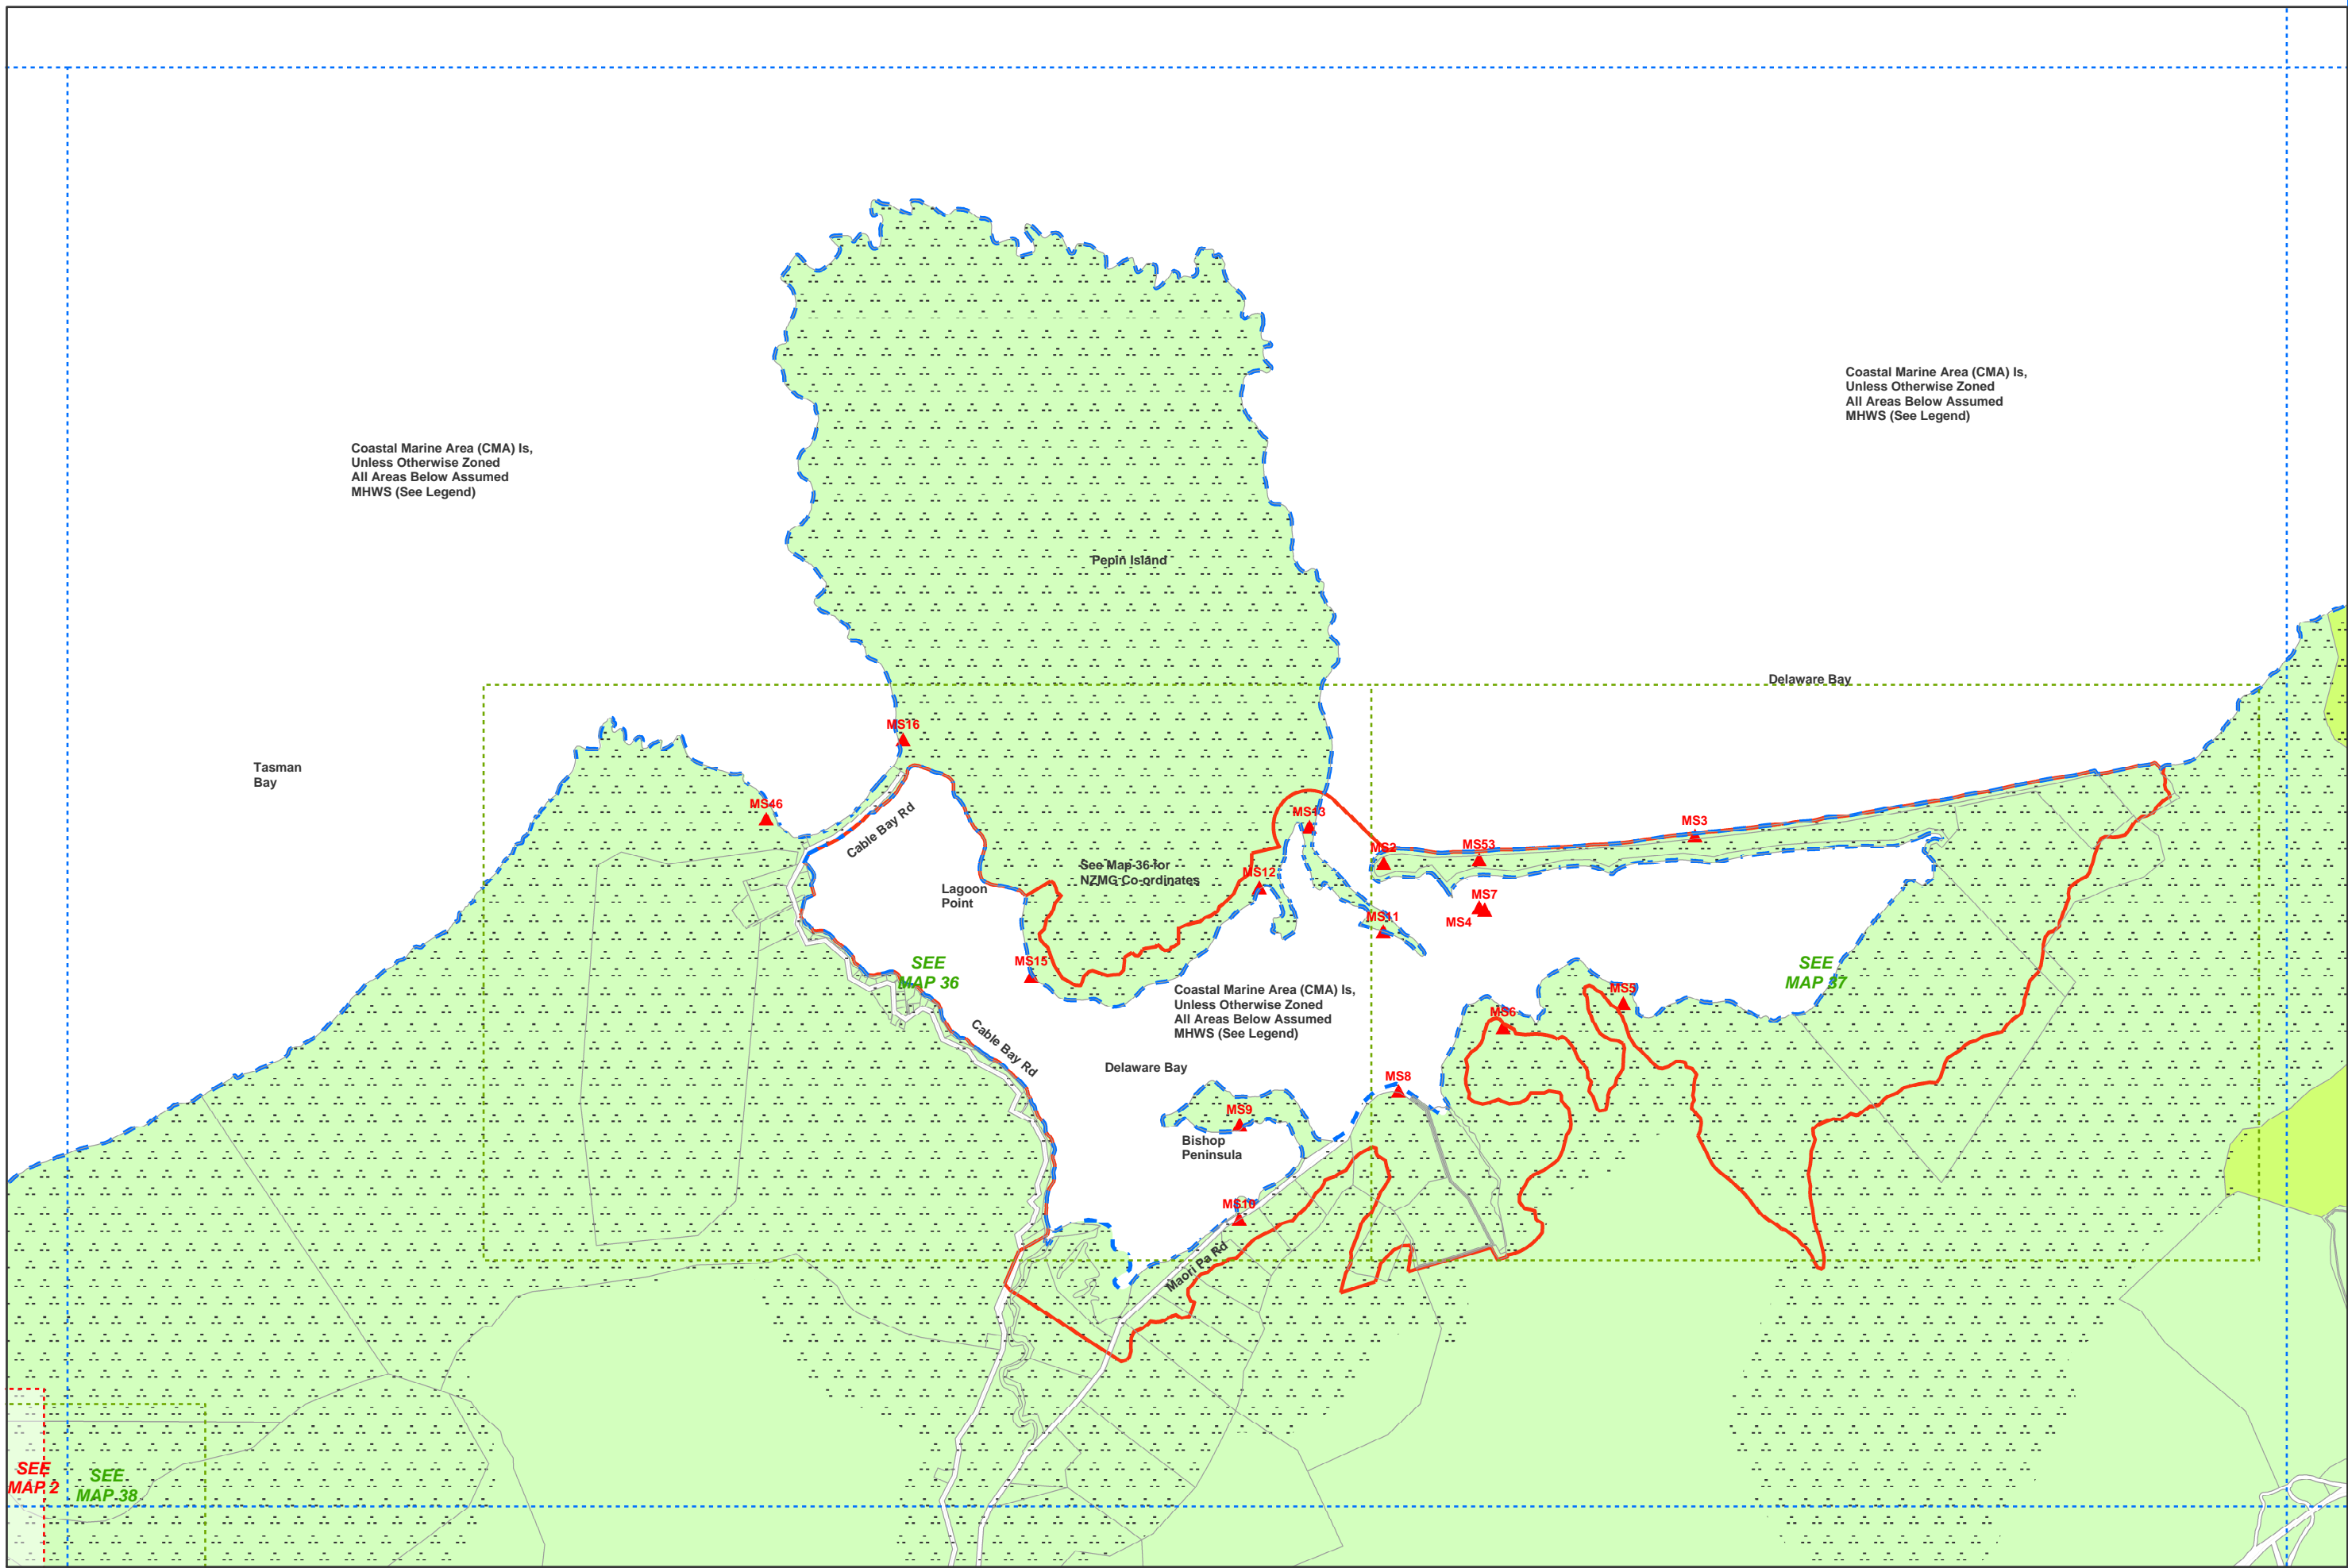 Coastal Marine Area (CMA) Is,
Unless Otherwise Zoned
All Areas Below Assumed
MHWS (See Legend)
Coastal Marine Area (CMA) Is,
Unless Otherwise Zoned
All Areas Below Assumed
MHWS (See Legend)
Pepin Island
Delaware Bay
MS16
Tasman
Bay
MS46
Cable Bay Rd
MS13
MS3
MS2
MS53
See Map 36 for
NZMG Co-ordinates
MS12
Lagoon
Point
MS7
MS4
MS11
SEE
MAP 36
MS15
SEE
MAP 37
Coastal Marine Area (CMA) Is,
Unless Otherwise Zoned
All Areas Below Assumed
MHWS (See Legend)
MS5
MS6
Cable Bay Rd
Delaware Bay
MS8
MS9
Bishop
Peninsula
MS10
Maori Pa Rd
SEE
MAP 2
SEE
MAP 38